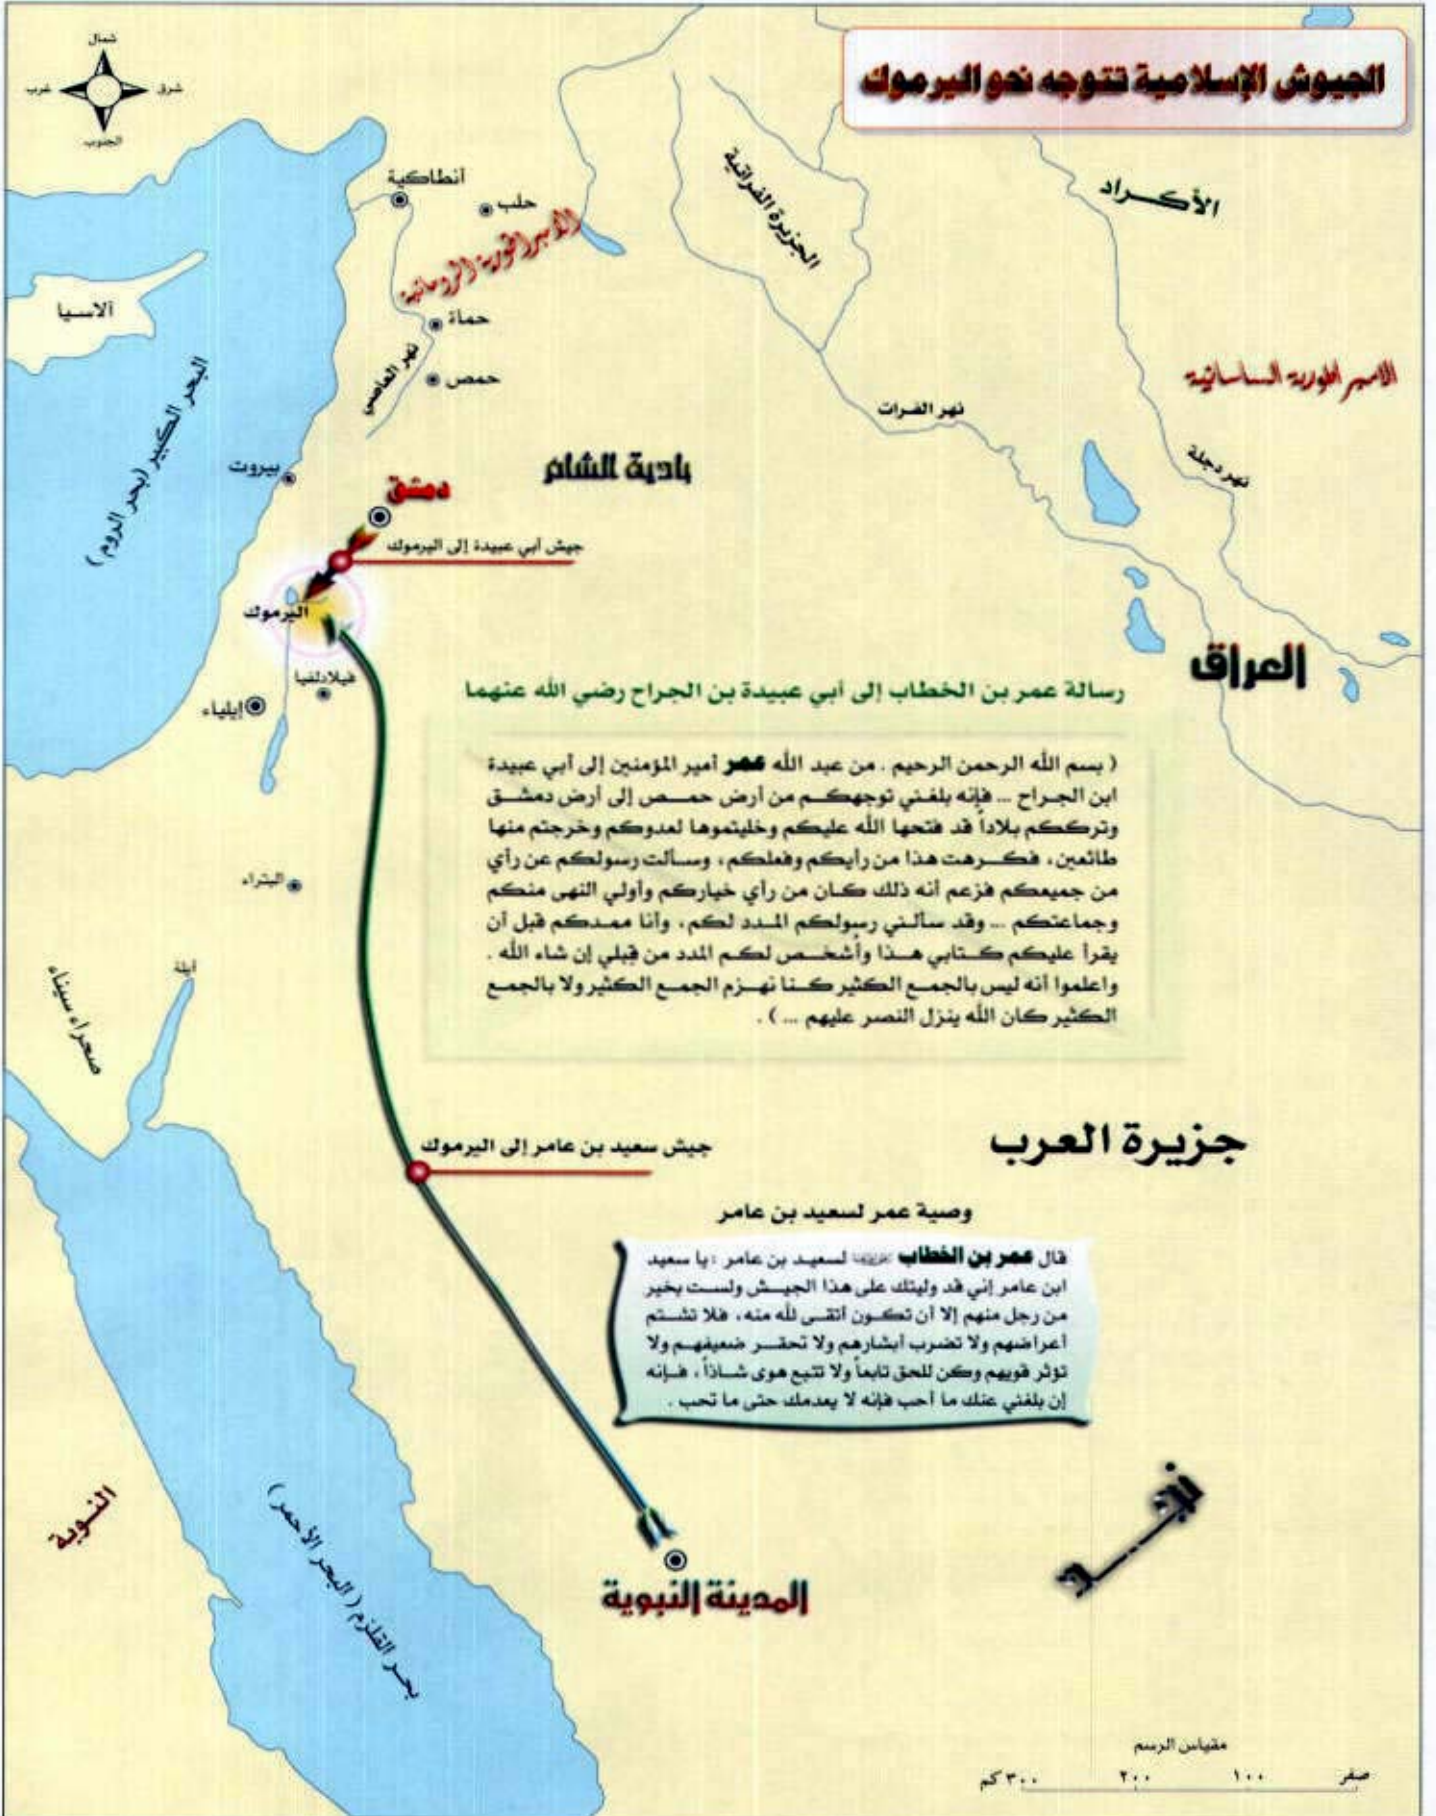 الجيوش الإسلامية تتوجه نحو اليرموك
شمال
شرق
غرب
الجنوب
أنطاكية
حلب
الامبراطورية الرومانية
الجزيرة الفراتية
الأكراد
ألاسيا
حماة
نهر العاصي
حمص
الامبراطورية الساسانية
نهر الفرات
نهر دجلة
البحر الكبير (بحر الروم)
بيروت
بادية الشام
دمشق
جيش أبي عبيدة إلى اليرموك
اليرموك
العراق
فيلادلفيا
إيلياء
رسالة عمر بن الخطاب إلى أبي عبيدة بن الجراح رضي الله عنهما
( بسم الله الرحمن الرحيم . من عبد الله عمر أمير المؤمنين إلى أبي عبيدة
ابن الجراح ... فإنه بلغني توجهكم من أرض حمص إلى أرض دمشق
وترككم بلاداً قد فتحها الله عليكم وخليتموها لعدوكم وخرجتم منها
طائعين، فكرهت هذا من رأيكم وفعلكم، وسألت رسولكم عن رأي
من جميعكم فزعم أنه ذلك كان من رأي خياركم وأولي النهى منكم
وجماعتكم ... وقد سألني رسولكم المدد لكم، وأنا ممدكم قبل أن
يقرأ عليكم كتابي هذا وأشخص لكم المدد من قبلي إن شاء الله .
واعلموا أنه ليس بالجمع الكثير كنا نهزم الجمع الكثير ولا بالجمع
الكثير كان الله ينزل النصر عليهم ... ) .
البتراء
أيلة
صحراء سيناء
جيش سعيد بن عامر إلى اليرموك
جزيرة العرب
وصية عمر لسعيد بن عامر
قال عمر بن الخطاب لسعيد بن عامر : يا سعيد
ابن عامر إني قد وليتك على هذا الجيش ولست بخير
من رجل منهم إلا أن تكون أتقى لله منه، فلا تشتم
أعراضهم ولا تضرب أبشارهم ولا تحقر ضعيفهم ولا
تؤثر قويهم وكن للحق تابعاً ولا تتبع هوى شاذاً، فإنه
إن بلغني عنك ما أحب فإنه لا يعدمك حتى ما تحب .
النوبة
بحر القلزم ( البحر الأحمر )
نجد
المدينة النبوية
مقياس الرسم
صفر ١٠٠ ٢٠٠ ٣٠٠ كم